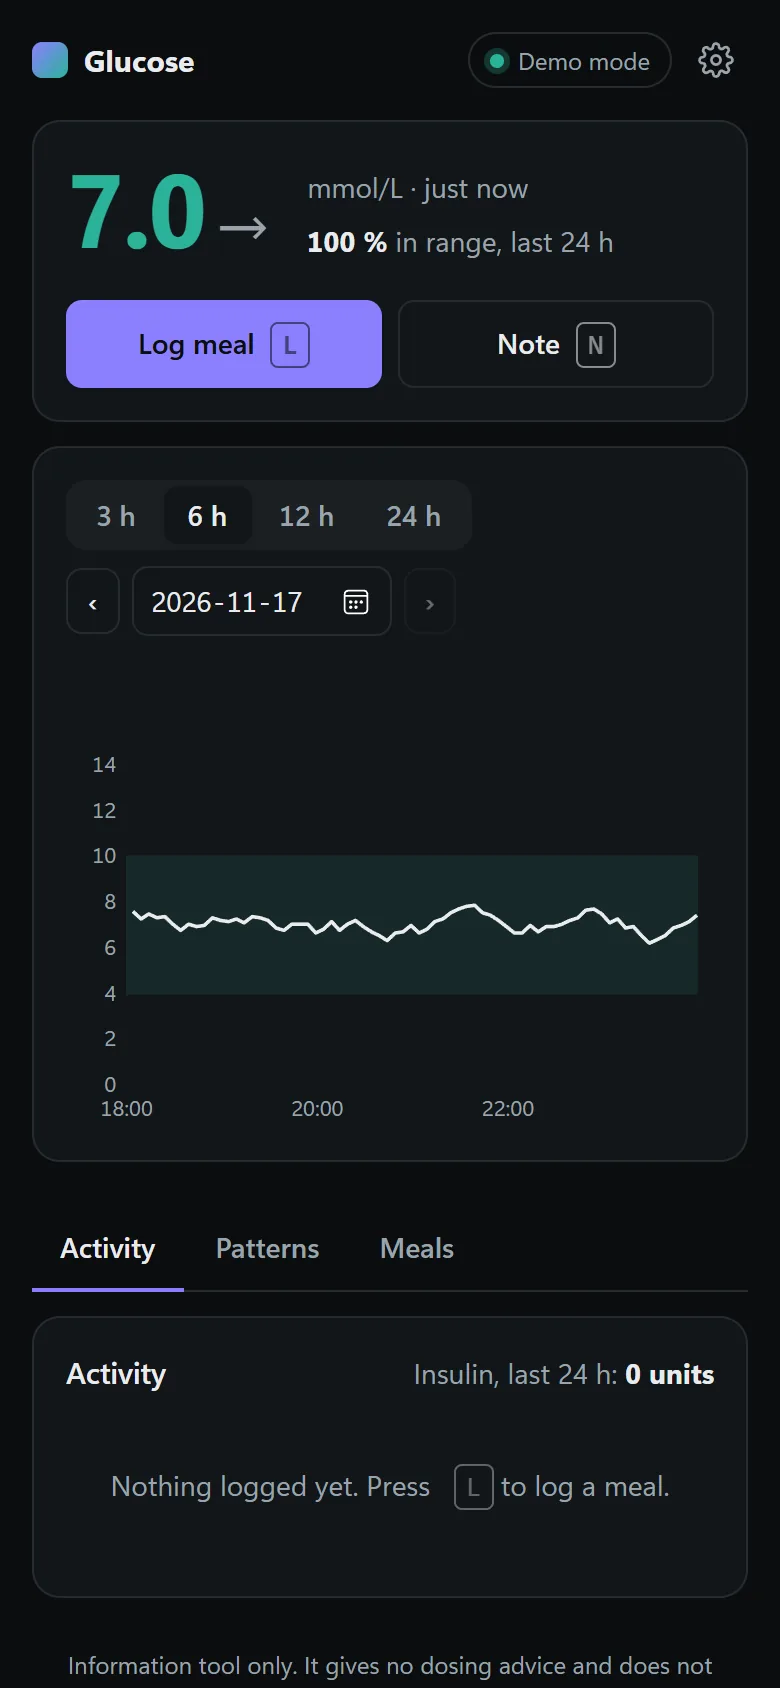 Glucose
Demo mode
7.0 →
mmol/L · just now
100 % in range, last 24 h
Log meal L
Note N
3 h 6 h 12 h 24 h
‹ 2026-11-17 ›
14
12
10
8
6
4
2
0
18:00 20:00 22:00
Activity Patterns Meals
Activity Insulin, last 24 h: 0 units
Nothing logged yet. Press L to log a meal.
Information tool only. It gives no dosing advice and does not